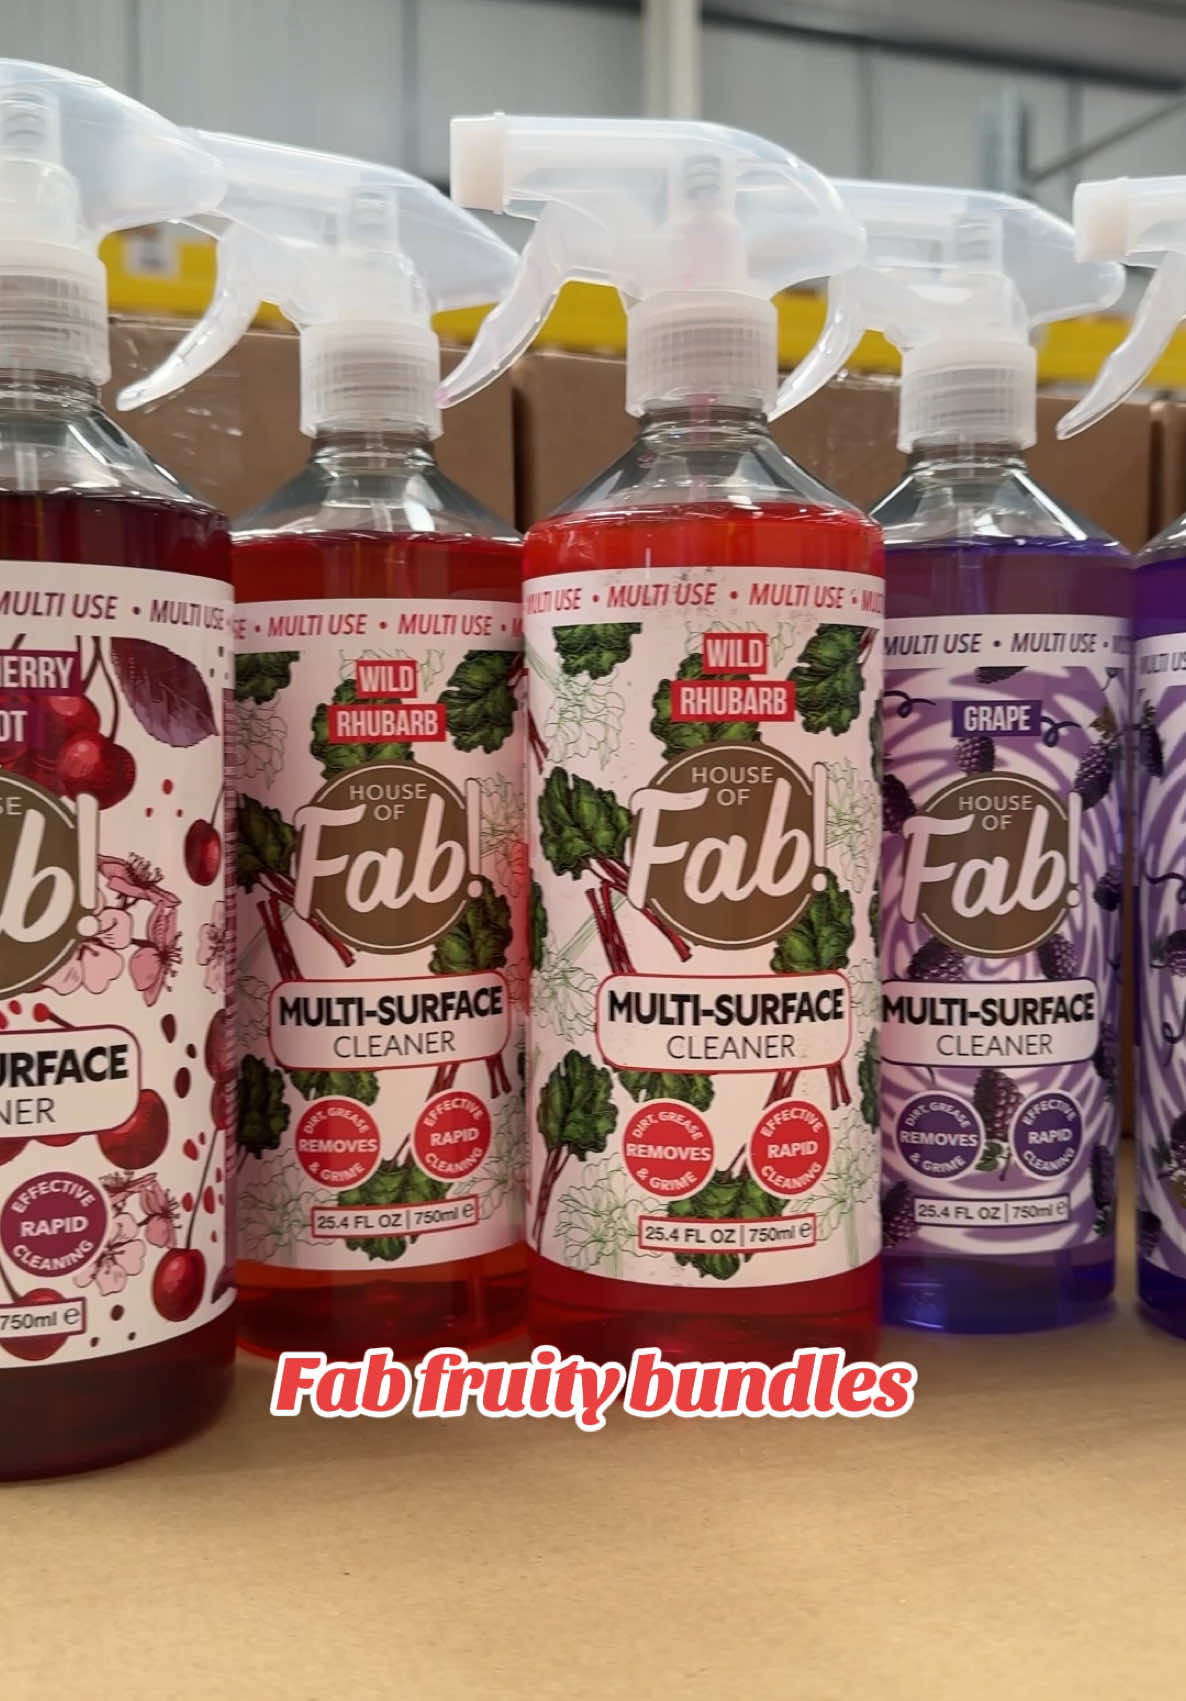 MULTI USE • MULTI USE •
HERRY
OT
SE
b!
URFACE
NER
EFFECTIVE
RAPID
CLEANING
750ml ℮
• MULTI USE • MULTI USE •
WILD
RHUBARB
HOUSE
OF
Fab!
MULTI-SURFACE
CLEANER
DIRT, GREASE
REMOVES
& GRIME
EFFECTIVE
RAPID
CLEANING
25.4 FL OZ | 750ml ℮
MULTI USE • MULTI USE • MULTI USE •
WILD
RHUBARB
HOUSE
OF
Fab!
MULTI-SURFACE
CLEANER
DIRT, GREASE
REMOVES
& GRIME
EFFECTIVE
RAPID
CLEANING
25.4 FL OZ | 750ml ℮
MULTI USE • MULTI USE •
GRAPE
HOUSE
OF
Fab!
MULTI-SURFACE
CLEANER
DIRT, GREASE
REMOVES
& GRIME
EFFECTIVE
RAPID
CLEANING
25.4 FL OZ | 750ml ℮
MULTI US
Fab fruity bundles